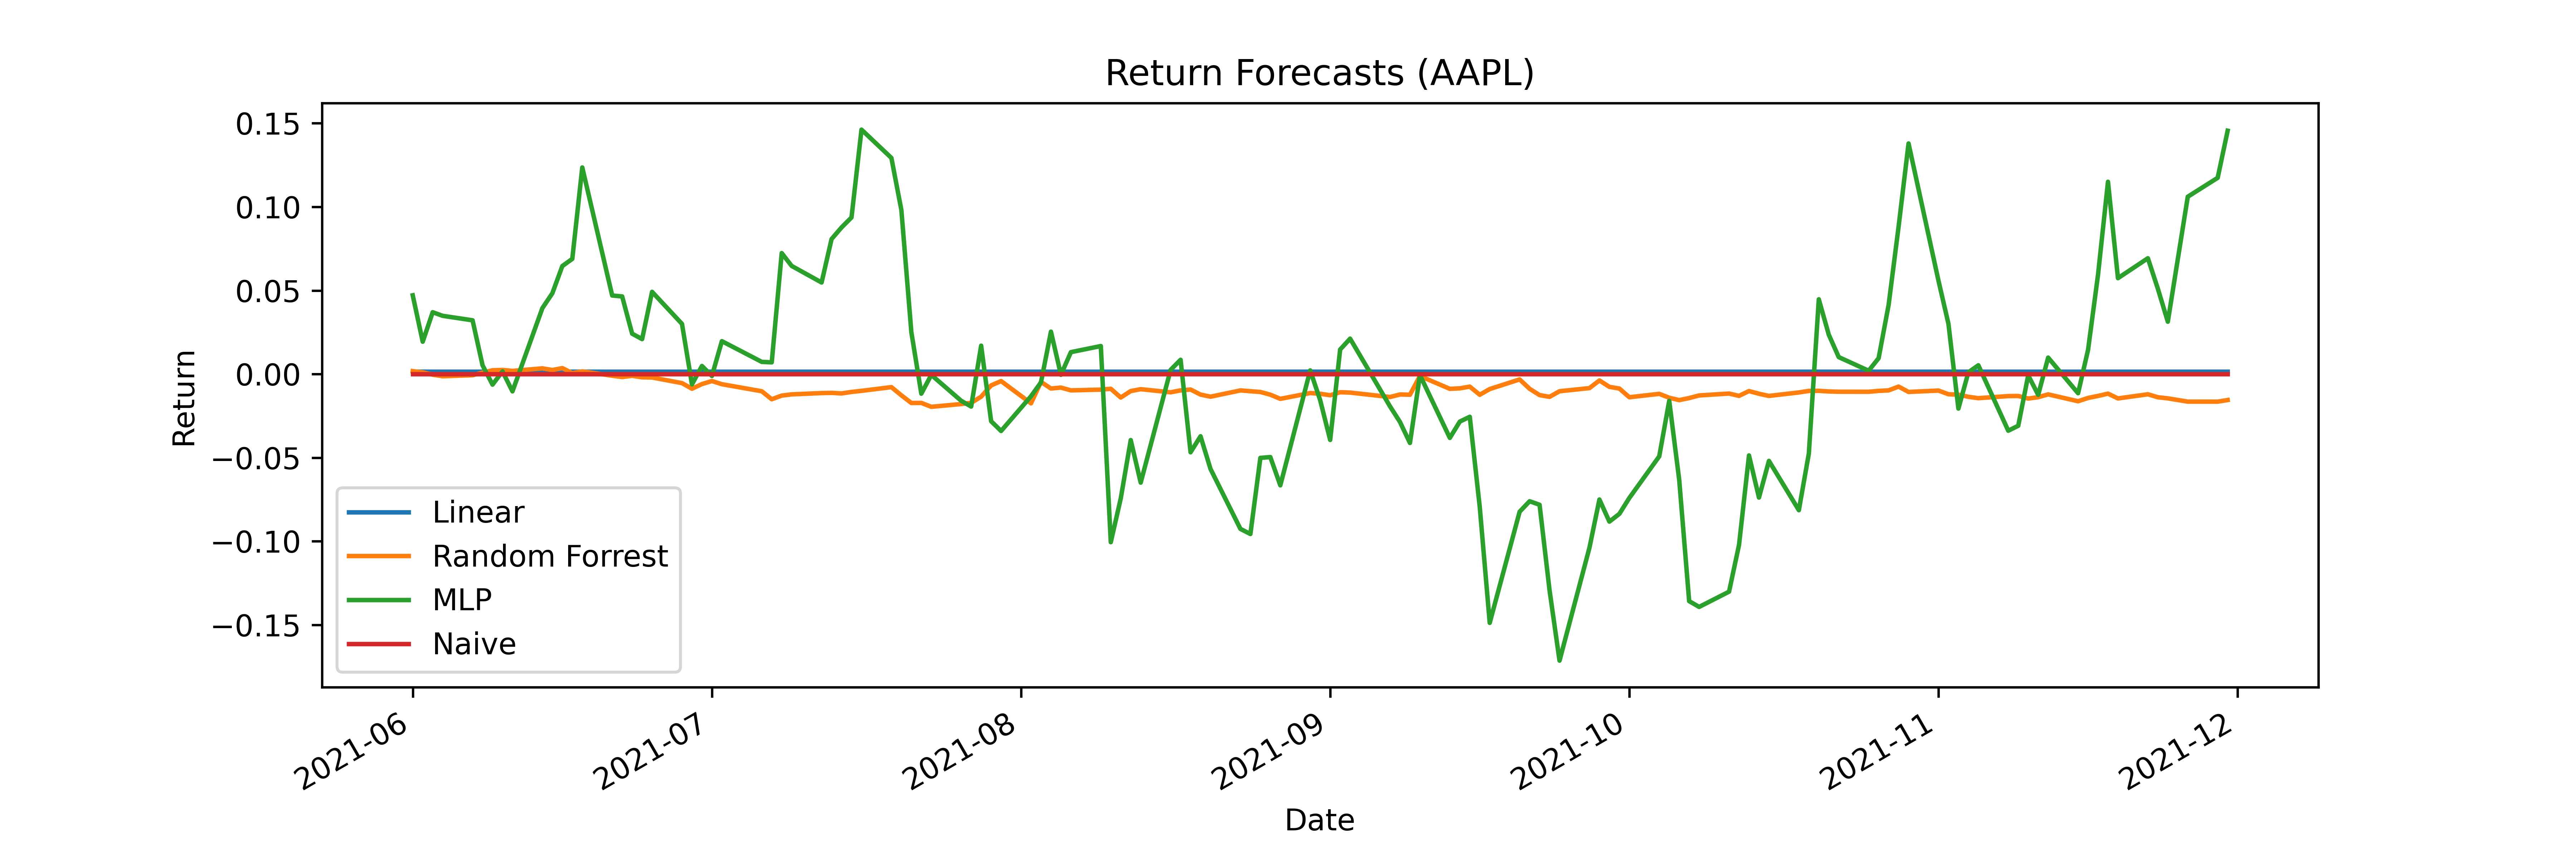 Return Forecasts (AAPL)
0.15
0.10
0.05
0.00
−0.05
−0.10
−0.15
Return
Linear
Random Forrest
MLP
Naive
2021-06
2021-07
2021-08
2021-09
2021-10
2021-11
2021-12
Date